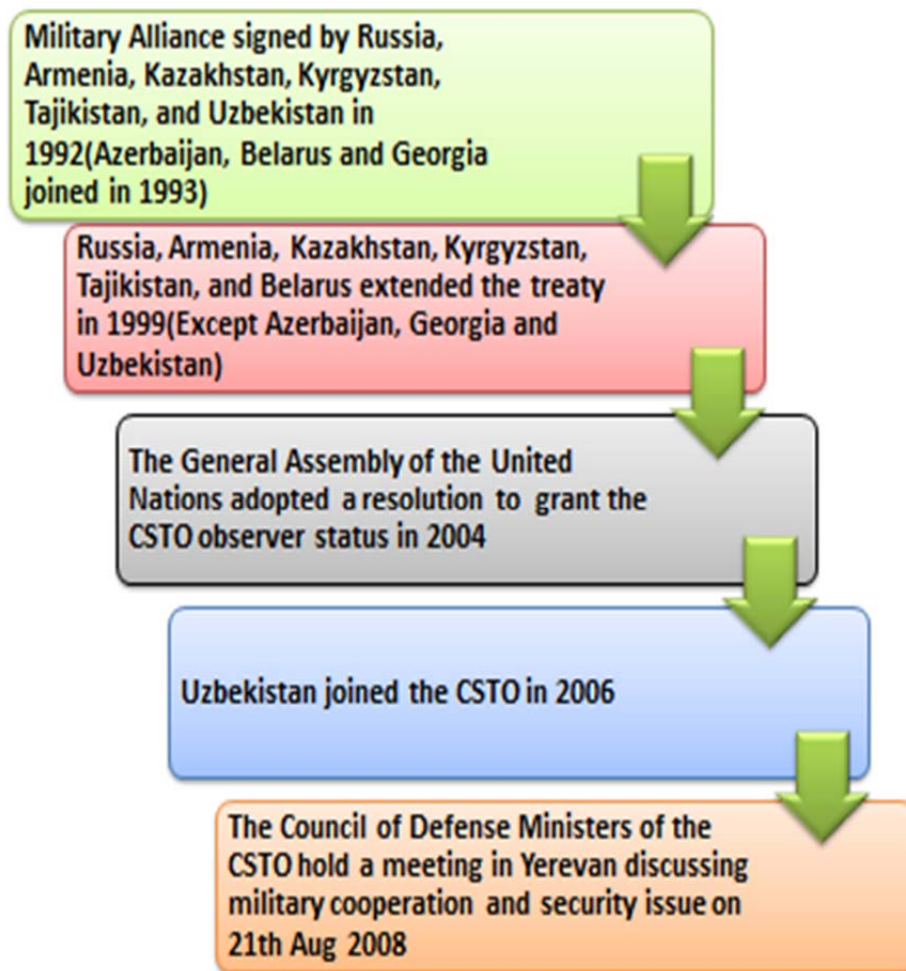 Military Alliance signed by Russia,
Armenia, Kazakhstan, Kyrgyzstan,
Tajikistan, and Uzbekistan in
1992(Azerbaijan, Belarus and Georgia
joined in 1993)
Russia, Armenia, Kazakhstan, Kyrgyzstan,
Tajikistan, and Belarus extended the treaty
in 1999(Except Azerbaijan, Georgia and
Uzbekistan)
The General Assembly of the United
Nations adopted a resolution to grant the
CSTO observer status in 2004
Uzbekistan joined the CSTO in 2006
The Council of Defense Ministers of the
CSTO hold a meeting in Yerevan discussing
military cooperation and security issue on
21th Aug 2008